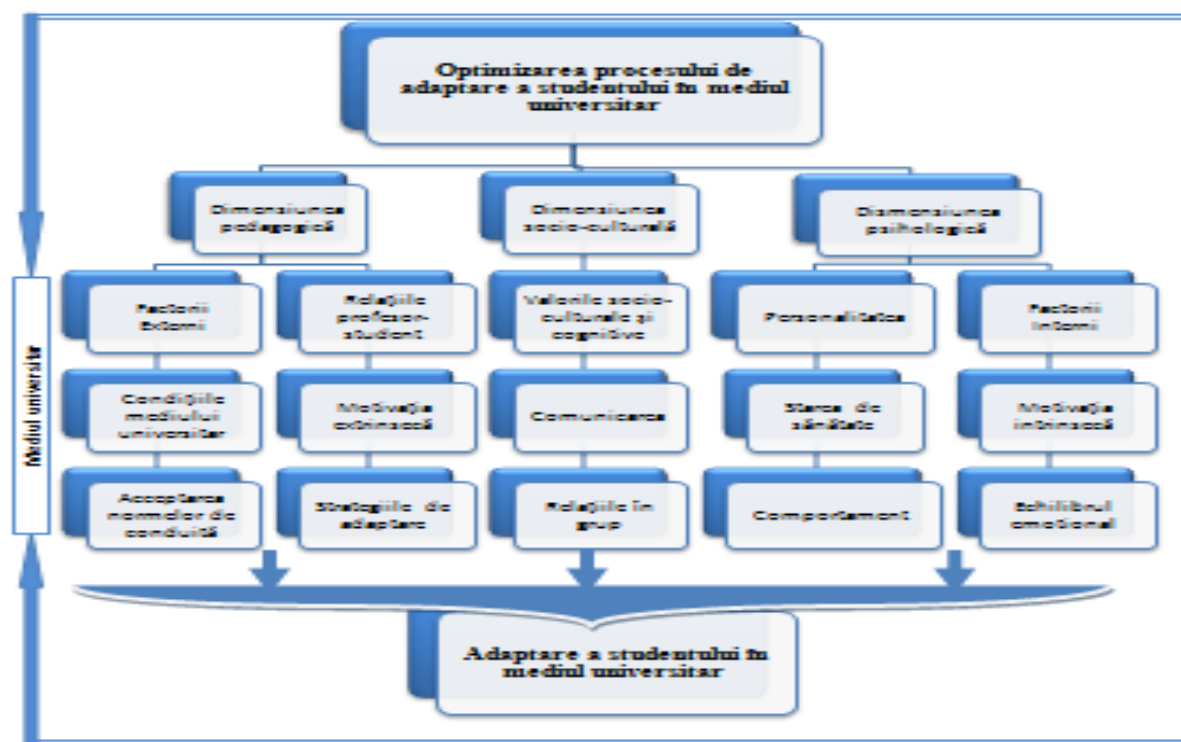 Optimizarea procesului de
adaptare a studentului în mediul
universitar
Dimensiunea
pedagogică
Dimensiunea
socio-culturală
Dismensiunea
psihologică
Factorii
Externi
Relațiile
profesor-
student
Valorile socio-
culturale și
cognitive
Personalitatea
Factorii
Interni
Mediul universitar
Condițiile
mediului
universitar
Motivația
extrinsecă
Comunicarea
Starea de
sănătate
Motivația
intrinsecă
Acceptarea
normelor de
conduită
Strategiile de
adaptare
Relațiile în
grup
Comportament
Echilibrul
emotional
Adaptare a studentului în
mediul universitar